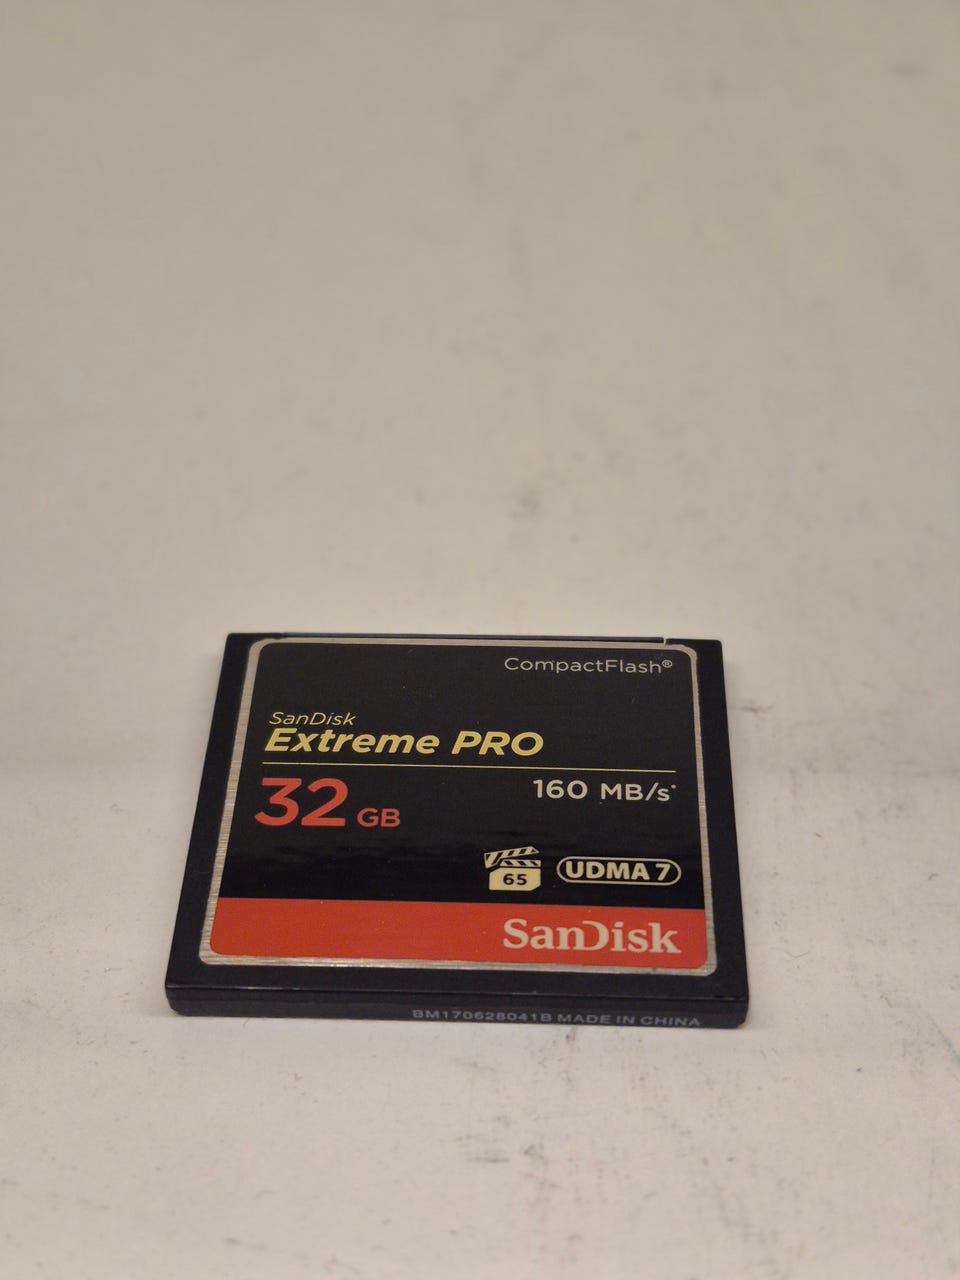 CompactFlash®
SanDisk
Extreme PRO
32 GB
160 MB/s*
65
UDMA 7
SanDisk
BM170628041B MADE IN CHINA